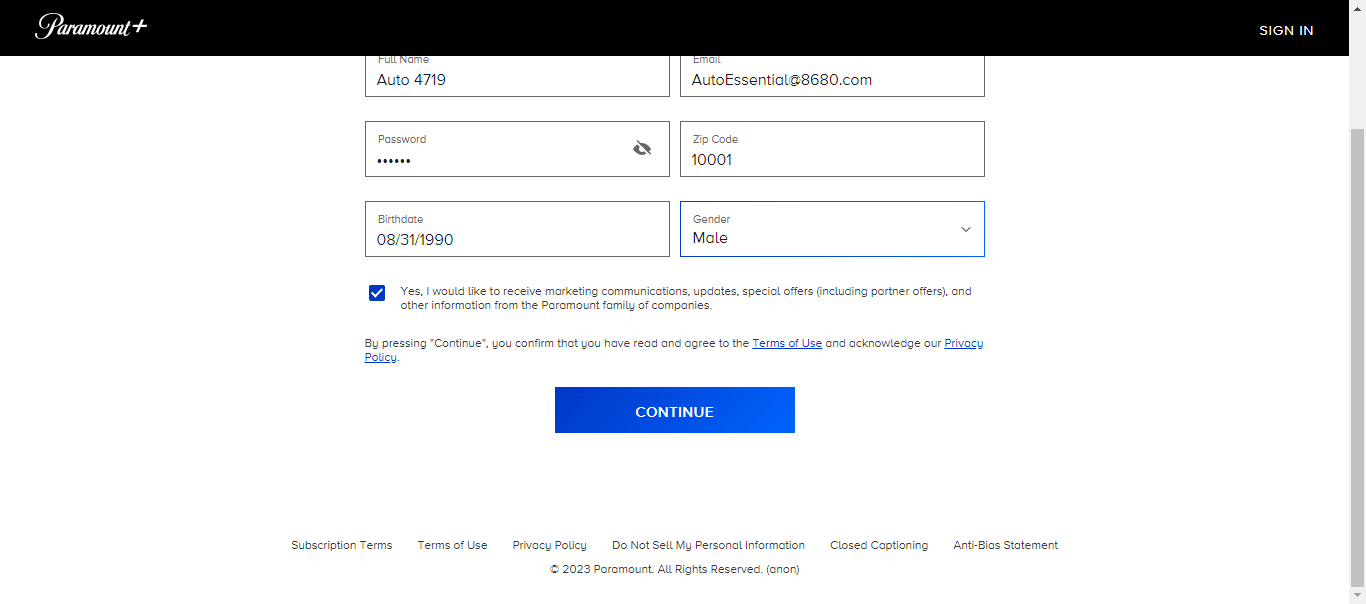 Paramount+
SIGN IN
Full Name
Email
Auto 4719
AutoEssential@8680.com
Password
Zip Code
••••••
10001
Birthdate
Gender
08/31/1990
Male
Yes, I would like to receive marketing communications, updates, special offers (including partner offers), and
other information from the Paramount family of companies.
By pressing "Continue", you confirm that you have read and agree to the Terms of Use and acknowledge our Privacy
Policy.
CONTINUE
Subscription Terms Terms of Use Privacy Policy Do Not Sell My Personal Information Closed Captioning Anti-Bias Statement
© 2023 Paramount. All Rights Reserved. (anon)